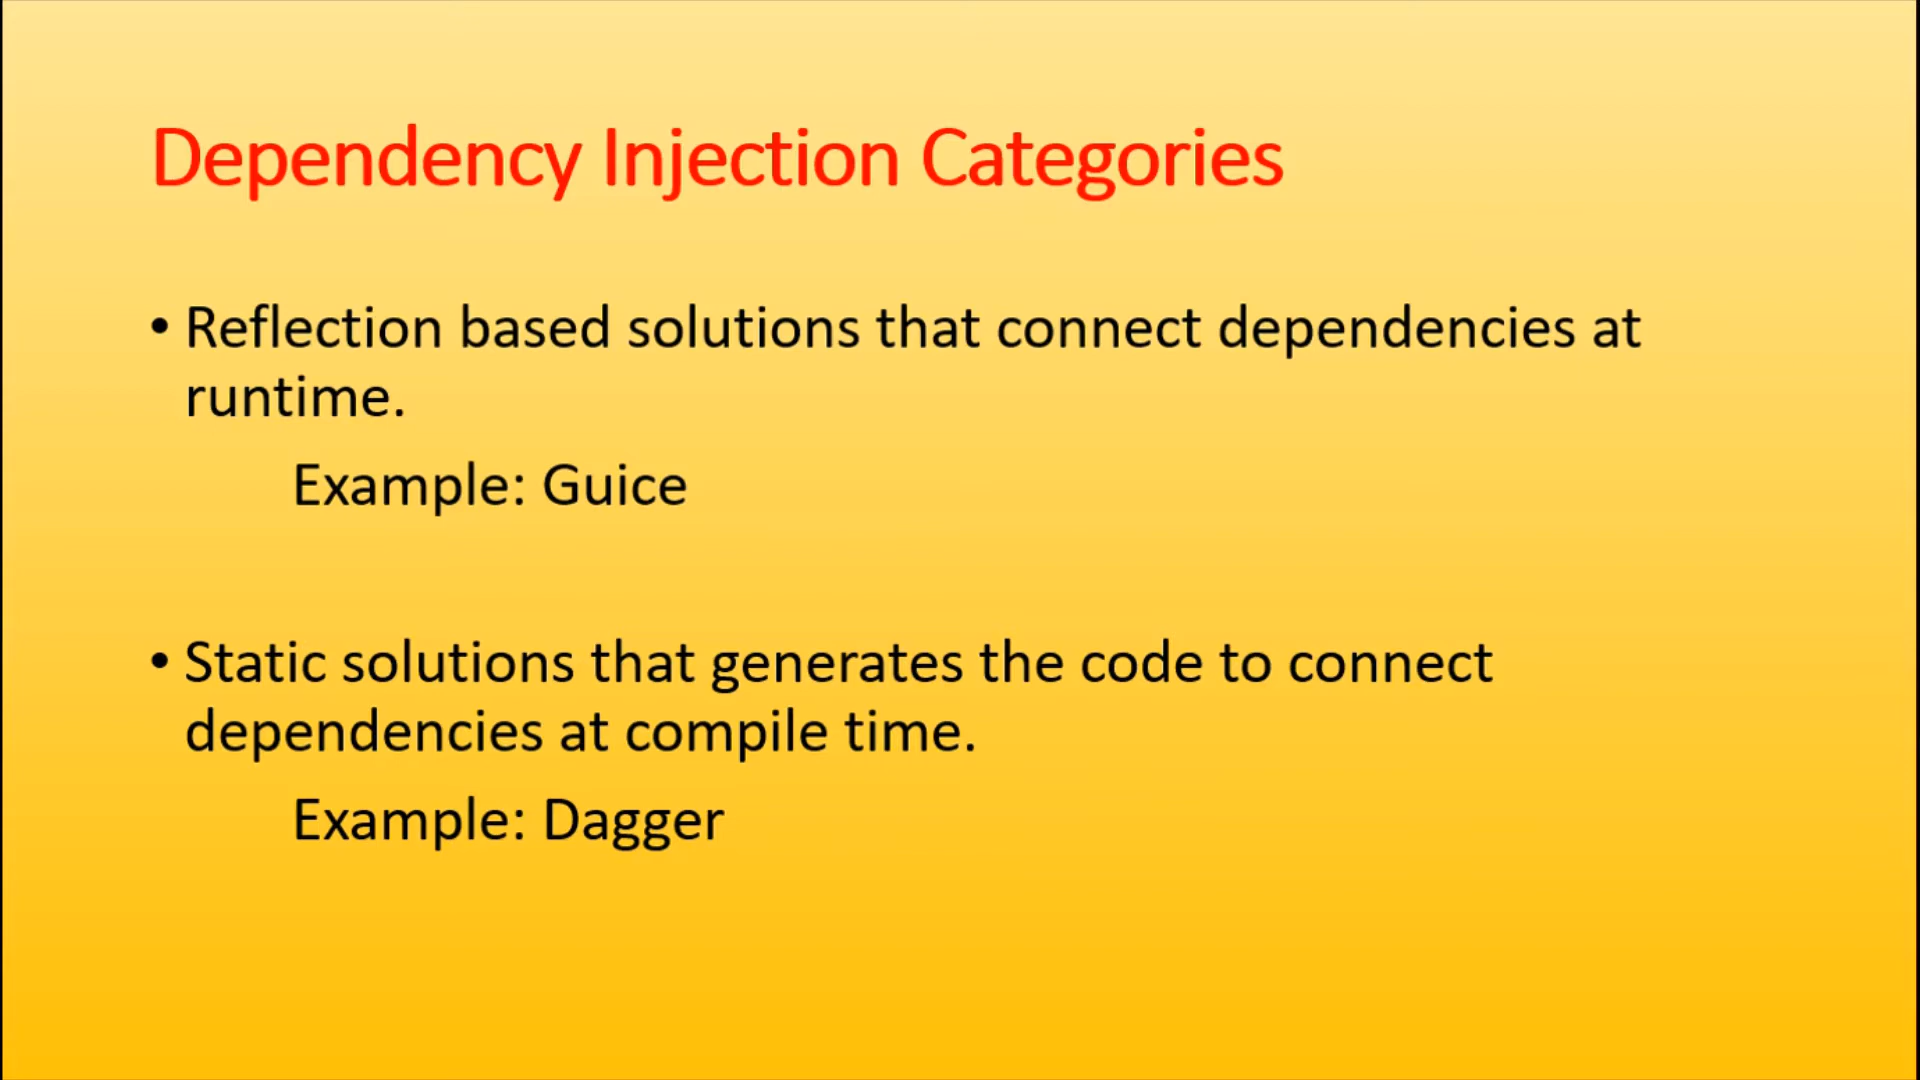 Dependency Injection Categories
• Reflection based solutions that connect dependencies at
runtime.
Example: Guice
• Static solutions that generates the code to connect
dependencies at compile time.
Example: Dagger